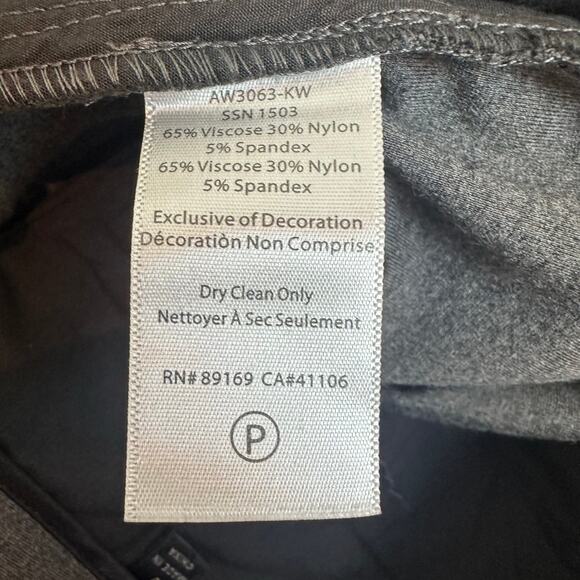 AW3063-KW
SSN 1503
65% Viscose 30% Nylon
5% Spandex
65% Viscose 30% Nylon
5% Spandex
Exclusive of Decoration
Décoratiòn Non Comprise
Dry Clean Only
Nettoyer À Sec Seulement
RN# 89169 CA#41106
P